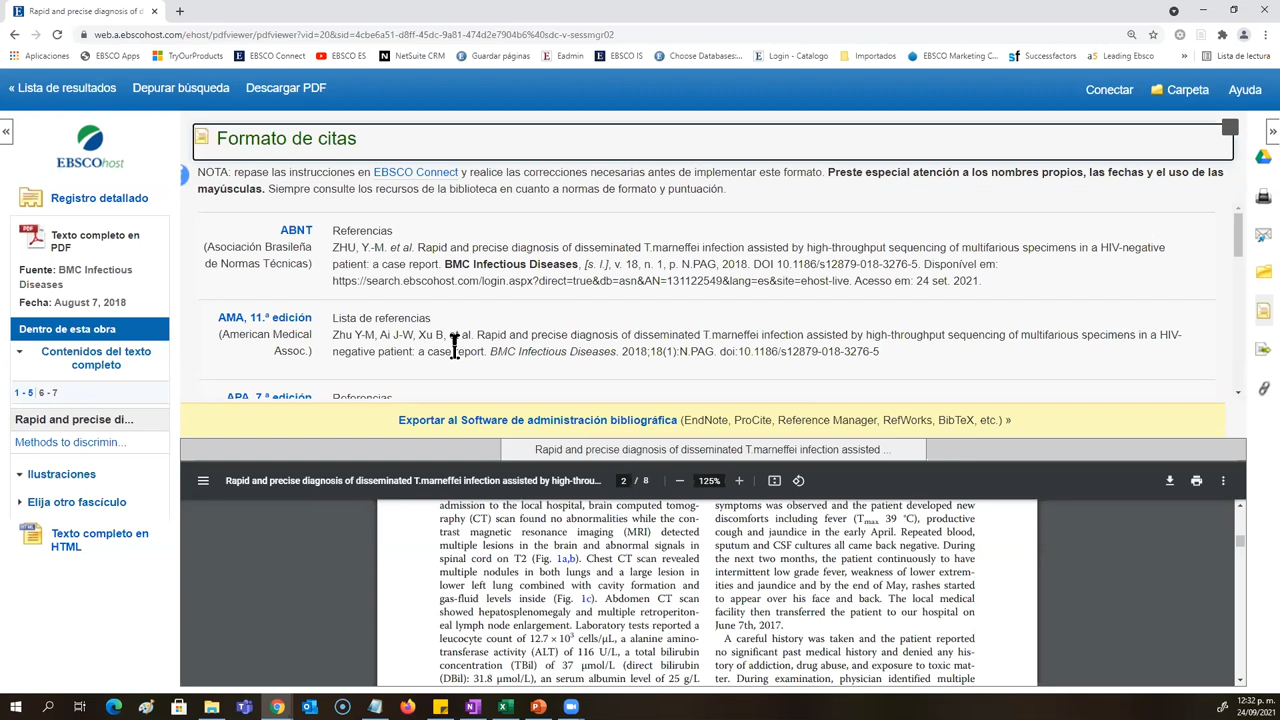 Rapid and precise diagnosis of d
web.a.ebscohost.com/ehost/pdfviewer/pdfviewer?vid=20&sid=4cbe6a51-d8ff-45dc-9a81-474d2e7904b6%40sdc-v-sessmgr02
Aplicaciones EBSCO Apps TryOurProducts EBSCO Connect EBSCO ES NetSuite CRM Guardar páginas Eadmin EBSCO IS Choose Databases:... Login - Catalogo Importados EBSCO Marketing C... Successfactors Leading Ebsco » Lista de lectura
« Lista de resultados Depurar búsqueda Descargar PDF Conectar Carpeta Ayuda
EBSCOhost
Registro detallado
PDF
Texto completo en
PDF
Fuente: BMC Infectious
Diseases
Fecha: August 7, 2018
Dentro de esta obra
Contenidos del texto
completo
1 - 5 | 6 - 7
Rapid and precise di...
Methods to discrimin...
Ilustraciones
Elija otro fascículo
Texto completo en
HTML
Formato de citas
NOTA: repase las instrucciones en EBSCO Connect y realice las correcciones necesarias antes de implementar este formato. Preste especial atención a los nombres propios, las fechas y el uso de las
mayúsculas. Siempre consulte los recursos de la biblioteca en cuanto a normas de formato y puntuación.
ABNT
(Asociación Brasileña
de Normas Técnicas)
Referencias
ZHU, Y.-M. et al. Rapid and precise diagnosis of disseminated T.marneffei infection assisted by high-throughput sequencing of multifarious specimens in a HIV-negative
patient: a case report. BMC Infectious Diseases, [s. l.], v. 18, n. 1, p. N.PAG, 2018. DOI 10.1186/s12879-018-3276-5. Disponível em:
https://search.ebscohost.com/login.aspx?direct=true&db=asn&AN=131122549&lang=es&site=ehost-live. Acesso em: 24 set. 2021.
AMA, 11.ª edición
(American Medical
Assoc.)
Lista de referencias
Zhu Y-M, Ai J-W, Xu B, et al. Rapid and precise diagnosis of disseminated T.marneffei infection assisted by high-throughput sequencing of multifarious specimens in a HIV-
negative patient: a case report. BMC Infectious Diseases. 2018;18(1):N.PAG. doi:10.1186/s12879-018-3276-5
APA, 7.ª edición
Referencias
Exportar al Software de administración bibliográfica (EndNote, ProCite, Reference Manager, RefWorks, BibTeX, etc.) »
Rapid and precise diagnosis of disseminated T.marneffei infection assisted ...
Rapid and precise diagnosis of disseminated T.marneffei infection assisted by high-throu... 2 / 8 125%
admission to the local hospital, brain computed tomog-
raphy (CT) scan found no abnormalities while the con-
trast magnetic resonance imaging (MRI) detected
multiple lesions in the brain and abnormal signals in
spinal cord on T2 (Fig. 1a,b). Chest CT scan revealed
multiple nodules in both lungs and a large lesion in
lower left lung combined with cavity formation and
gas-fluid levels inside (Fig. 1c). Abdomen CT scan
showed hepatosplenomegaly and multiple retroperiton-
eal lymph node enlargement. Laboratory tests reported a
leucocyte count of 12.7 × 10³ cells/μL, a alanine amino-
transferase activity (ALT) of 116 U/L, a total bilirubin
concentration (TBil) of 37 μmol/L (direct bilirubin
(DBil): 31.8 μmol/L), an serum albumin level of 25 g/L
symptoms was observed and the patient developed new
discomforts including fever (Tmax 39 °C), productive
cough and jaundice in the early April. Repeated blood,
sputum and CSF cultures all came back negative. During
the next two months, the patient continuously to have
intermittent low grade fever, weakness of lower extrem-
ities and jaundice and by the end of May, rashes started
to appear over his face and back. The local medical
facility then transferred the patient to our hospital on
June 7th, 2017.
A careful history was taken and the patient reported
no significant past medical history and denied any his-
tory of addiction, drug abuse, and exposure to toxic mat-
ter. During examination, physician identified multiple
12:32 p. m.
24/09/2021